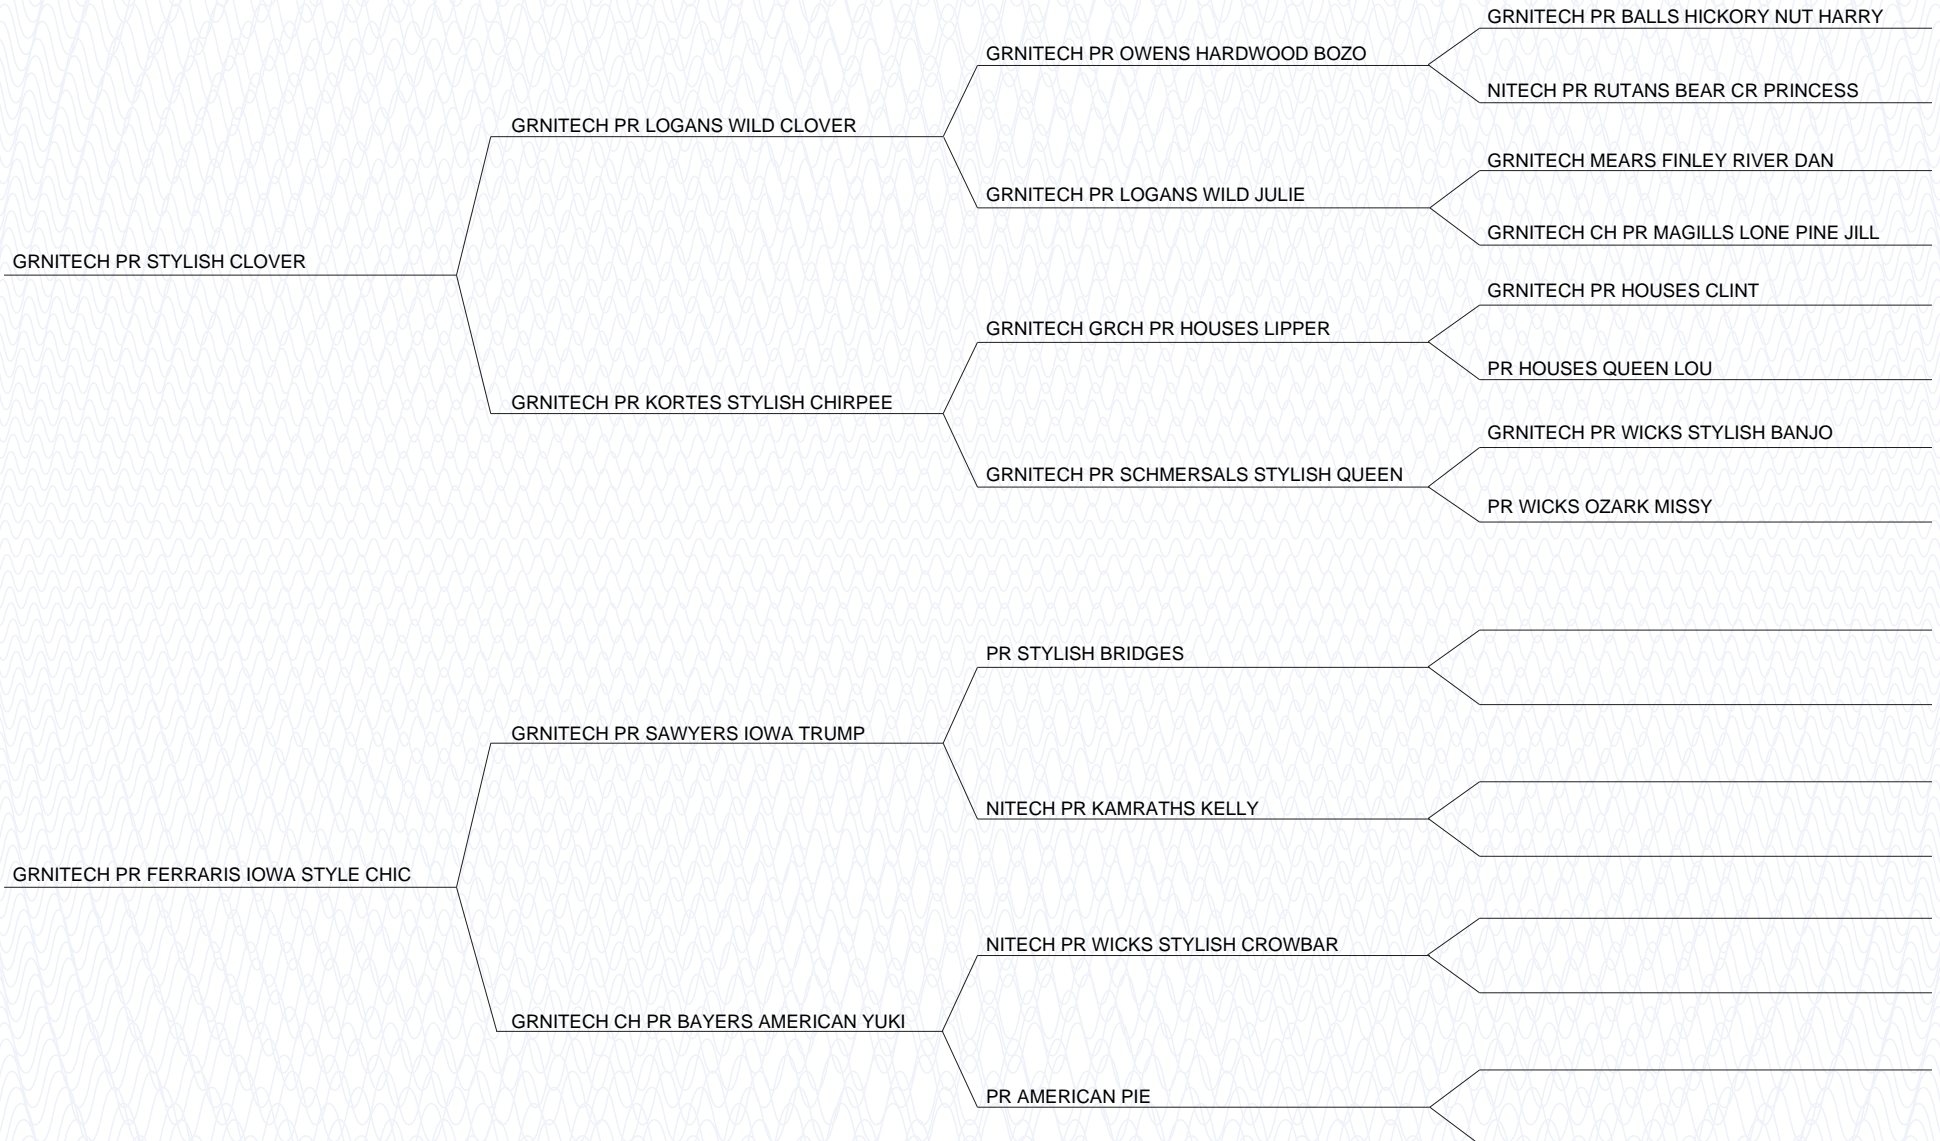 GRNITECH PR BALLS HICKORY NUT HARRY
GRNITECH PR OWENS HARDWOOD BOZO
NITECH PR RUTANS BEAR CR PRINCESS
GRNITECH PR LOGANS WILD CLOVER
GRNITECH MEARS FINLEY RIVER DAN
GRNITECH PR LOGANS WILD JULIE
GRNITECH CH PR MAGILLS LONE PINE JILL
GRNITECH PR STYLISH CLOVER
GRNITECH PR HOUSES CLINT
GRNITECH GRCH PR HOUSES LIPPER
PR HOUSES QUEEN LOU
GRNITECH PR KORTES STYLISH CHIRPEE
GRNITECH PR WICKS STYLISH BANJO
GRNITECH PR SCHMERSALS STYLISH QUEEN
PR WICKS OZARK MISSY
PR STYLISH BRIDGES
GRNITECH PR SAWYERS IOWA TRUMP
NITECH PR KAMRATHS KELLY
GRNITECH PR FERRARIS IOWA STYLE CHIC
NITECH PR WICKS STYLISH CROWBAR
GRNITECH CH PR BAYERS AMERICAN YUKI
PR AMERICAN PIE